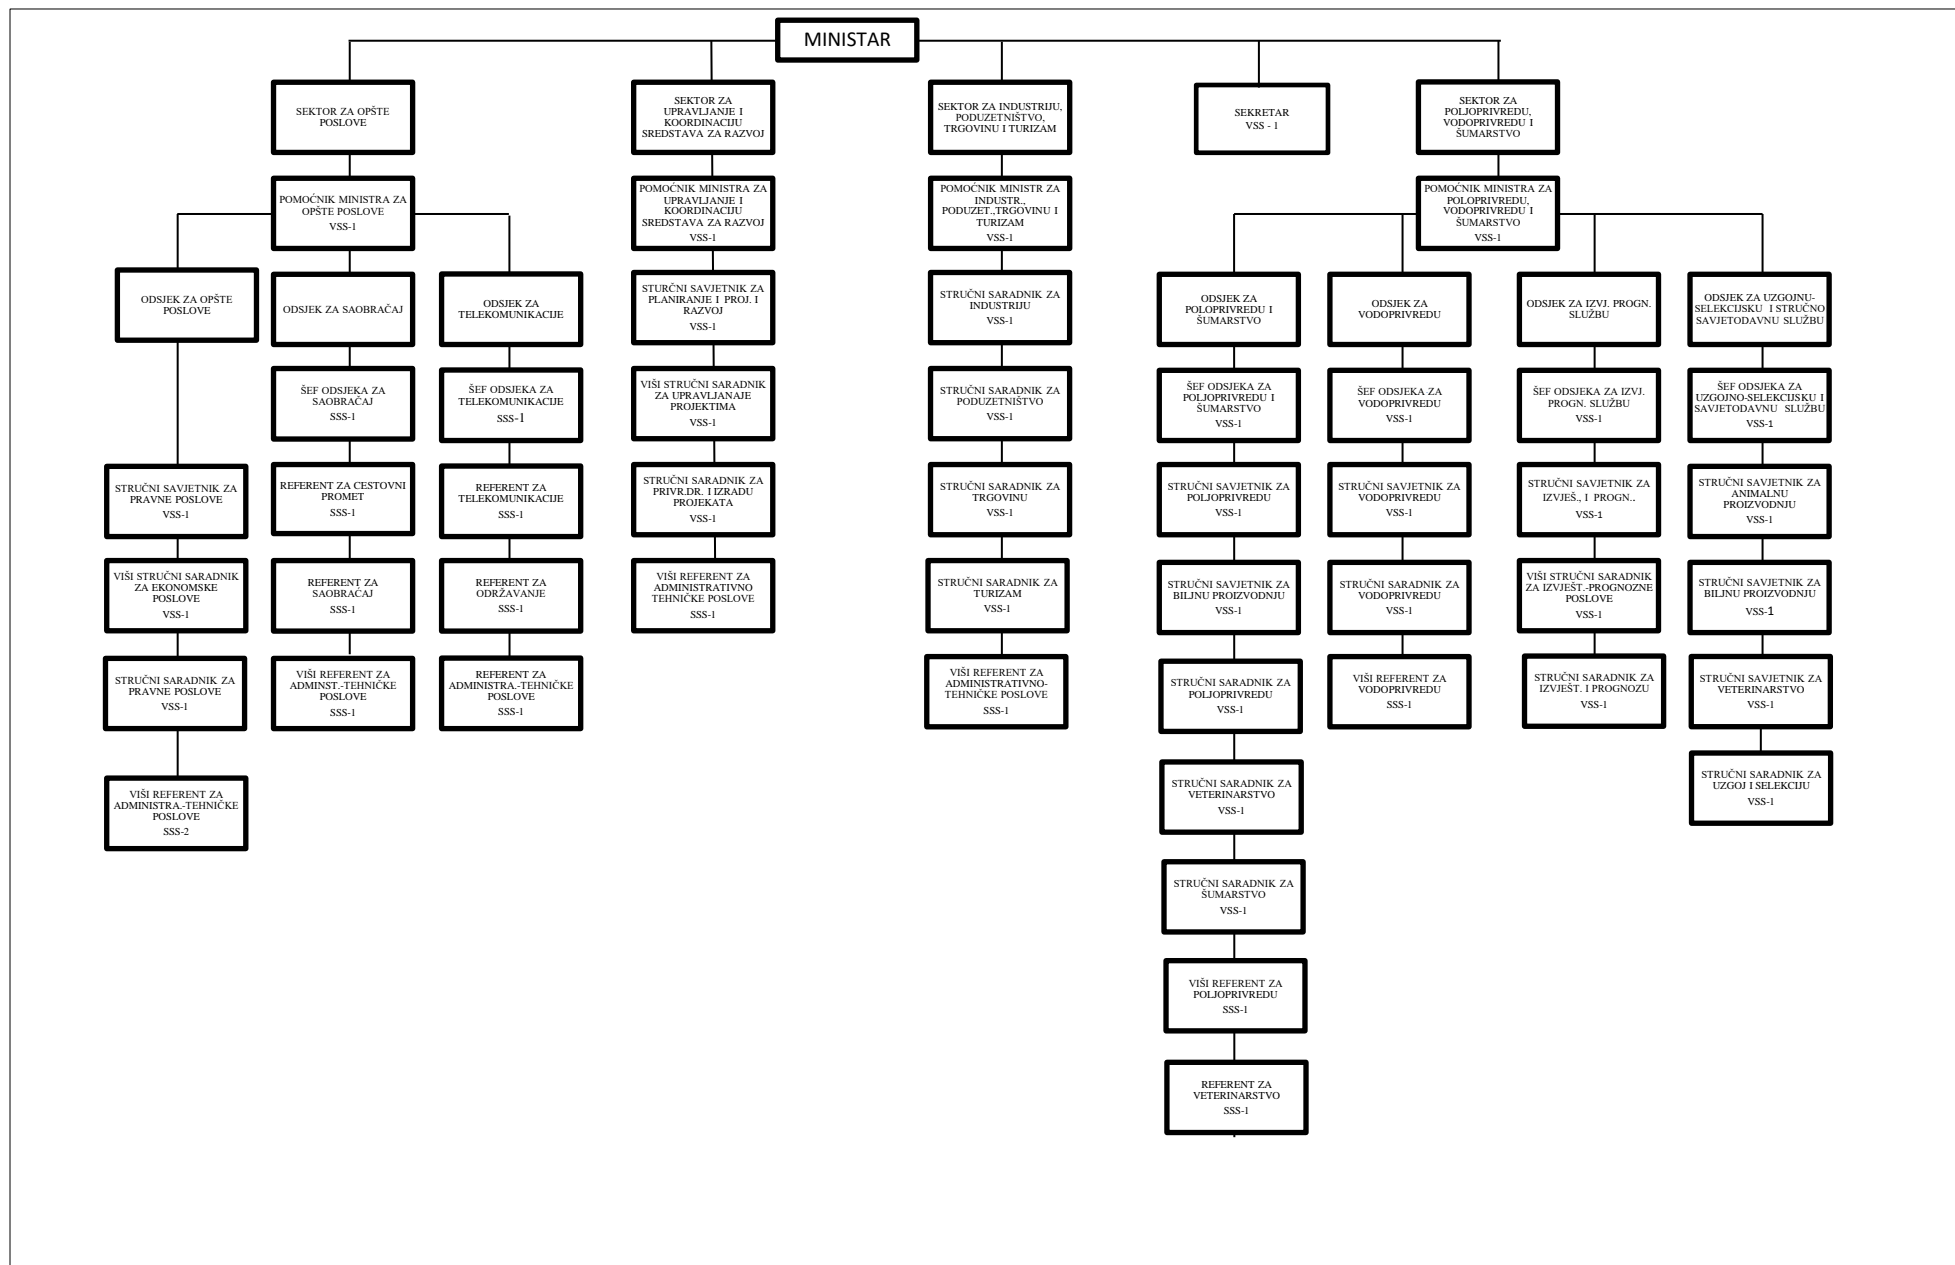 MINISTAR
SEKTOR ZA OPŠTE
POSLOVE
SEKTOR ZA
UPRAVLJANJE I
KOORDINACIJU
SREDSTAVA ZA RAZVOJ
SEKTOR ZA INDUSTRIJU,
PODUZETNIŠTVO,
TRGOVINU I TURIZAM
SEKRETAR
VSS - 1
SEKTOR ZA
POLJOPRIVREDU,
VODOPRIVREDU I
ŠUMARSTVO
POMOĆNIK MINISTRA ZA
OPŠTE POSLOVE
VSS-1
POMOĆNIK MINISTRA ZA
UPRAVLJANJE I
KOORDINACIJU
SREDSTAVA ZA RAZVOJ
VSS-1
POMOĆNIK MINISTR ZA
INDUSTR.,
PODUZET.,TRGOVINU I
TURIZAM
VSS-1
POMOĆNIK MINISTRA ZA
POLOPRIVREDU,
VODOPRIVREDU I
ŠUMARSTVO
VSS-1
ODSJEK ZA OPŠTE
POSLOVE
ODSJEK ZA SAOBRAČAJ
ODSJEK ZA
TELEKOMUNIKACIJE
STURČNI SAVJETNIK ZA
PLANIRANJE I PROJ. I
RAZVOJ
VSS-1
STRUČNI SARADNIK ZA
INDUSTRIJU
VSS-1
ODSJEK ZA
POLOPRIVREDU I
ŠUMARSTVO
ODSJEK ZA
VODOPRIVREDU
ODSJEK ZA IZVJ. PROGN.
SLUŽBU
ODSJEK ZA UZGOJNU-
SELEKCIJSKU I STRUČNO
SAVJETODAVNU SLUŽBU
ŠEF ODSJEKA ZA
SAOBRAČAJ
SSS-1
ŠEF ODSJEKA ZA
TELEKOMUNIKACIJE
SSS-1
VIŠI STRUČNI SARADNIK
ZA UPRAVLJANAJE
PROJEKTIMA
VSS-1
STRUČNI SARADNIK ZA
PODUZETNIŠTVO
VSS-1
ŠEF ODSJEKA ZA
POLJOPRIVREDU I
ŠUMARSTVO
VSS-1
ŠEF ODSJEKA ZA
VODOPRIVREDU
VSS-1
ŠEF ODSJEKA ZA IZVJ.
PROGN. SLUŽBU
VSS-1
ŠEF ODSJEKA ZA
UZGOJNO-SELEKCIJSKU I
SAVJETODAVNU SLUŽBU
VSS-1
STRUČNI SAVJETNIK ZA
PRAVNE POSLOVE
VSS-1
REFERENT ZA CESTOVNI
PROMET
SSS-1
REFERENT ZA
TELEKOMUNIKACIJE
SSS-1
STRUČNI SARADNIK ZA
PRIVR.DR. I IZRADU
PROJEKATA
VSS-1
STRUČNI SARADNIK ZA
TRGOVINU
VSS-1
STRUČNI SAVJETNIK ZA
POLJOPRIVREDU
VSS-1
STRUČNI SAVJETNIK ZA
VODOPRIVREDU
VSS-1
STRUČNI SAVJETNIK ZA
IZVJEŠ., I PROGN..
VSS-1
STRUČNI SAVJETNIK ZA
ANIMALNU
PROIZVODNJU
VSS-1
VIŠI STRUČNI SARADNIK
ZA EKONOMSKE
POSLOVE
VSS-1
REFERENT ZA
SAOBRAČAJ
SSS-1
REFERENT ZA
ODRŽAVANJE
SSS-1
VIŠI REFERENT ZA
ADMINISTRATIVNO
TEHNIČKE POSLOVE
SSS-1
STRUČNI SARADNIK ZA
TURIZAM
VSS-1
STRUČNI SAVJETNIK ZA
BILJNU PROIZVODNJU
VSS-1
STRUČNI SARADNIK ZA
VODOPRIVREDU
VSS-1
VIŠI STRUČNI SARADNIK
ZA IZVJEŠT.-PROGNOZNE
POSLOVE
VSS-1
STRUČNI SAVJETNIK ZA
BILJNU PROIZVODNJU
VSS-1
STRUČNI SARADNIK ZA
PRAVNE POSLOVE
VSS-1
VIŠI REFERENT ZA
ADMINST.-TEHNIČKE
POSLOVE
SSS-1
REFERENT ZA
ADMINISTRA.-TEHNIČKE
POSLOVE
SSS-1
VIŠI REFERENT ZA
ADMINISTRATIVNO-
TEHNIČKE POSLOVE
SSS-1
STRUČNI SARADNIK ZA
POLJOPRIVREDU
VSS-1
VIŠI REFERENT ZA
VODOPRIVREDU
SSS-1
STRUČNI SARADNIK ZA
IZVJEŠT. I PROGNOZU
VSS-1
STRUČNI SAVJETNIK ZA
VETERINARSTVO
VSS-1
VIŠI REFERENT ZA
ADMINISTRA.-TEHNIČKE
POSLOVE
SSS-2
STRUČNI SARADNIK ZA
VETERINARSTVO
VSS-1
STRUČNI SARADNIK ZA
UZGOJ I SELEKCIJU
VSS-1
STRUČNI SARADNIK ZA
ŠUMARSTVO
VSS-1
VIŠI REFERENT ZA
POLJOPRIVREDU
SSS-1
REFERENT ZA
VETERINARSTVO
SSS-1